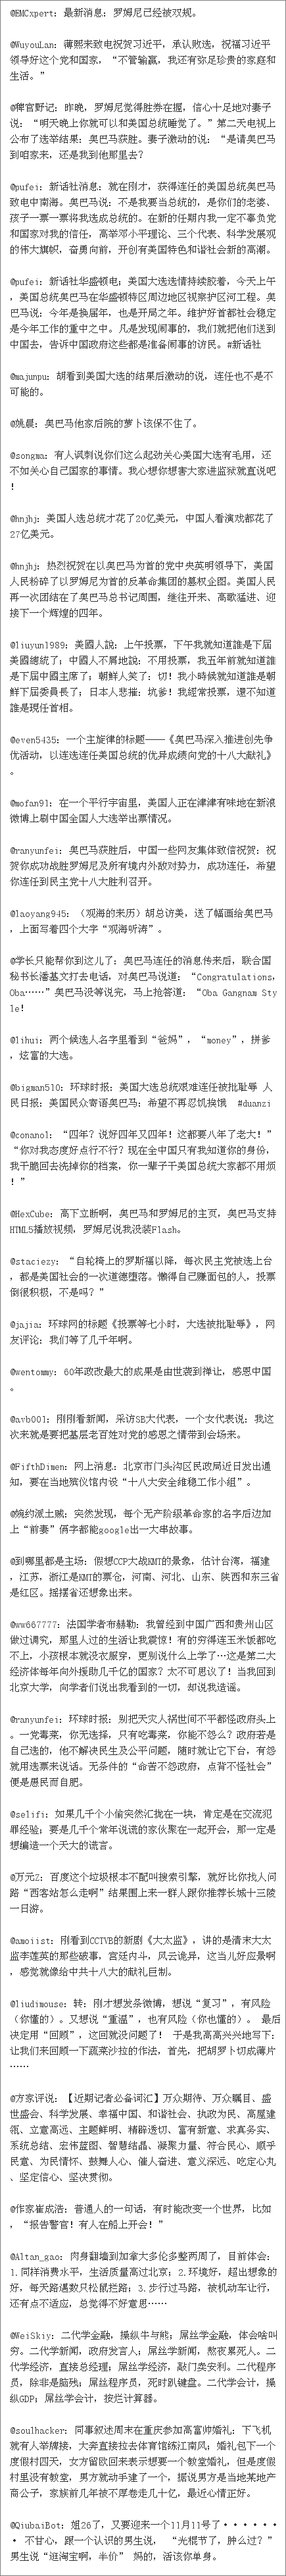 @EMCxpert: 最新消息: 罗姆尼已经被双规。
@WuyouLan: 薄熙来致电祝贺习近平，承认败选，祝福习近平
领导好这个党和国家，“不管输赢，我还有弥足珍贵的家庭和
生活。”
@稗官野记: 昨晚，罗姆尼觉得胜券在握，信心十足地对妻子
说: “明天晚上你就可以和美国总统睡觉了。”第二天电视上
公布了选举结果: 奥巴马获胜。妻子激动的说: “是请奥巴马
到咱家来，还是我到他那里去?
@pufei: 新话社消息: 就在刚才，获得连任的美国总统奥巴马
致电中南海。奥巴马说: 不是我要当总统的，是你们的老婆、
孩子一票一票将我选成总统的。在新的任期内我一定不辜负党
和国家对我的信任，高举邓小平理论、三个代表、科学发展观
的伟大旗帜，奋勇向前，开创有美国特色和谐社会新的高潮。
@pufei: 新话社华盛顿电: 美国大选选情持续胶着，今天上午
，美国总统奥巴马在华盛顿特区周边地区视察护区河工程。奥
巴马说: 今年是换届年，也是开局之年。维护好首都社会稳定
是今年工作的重中之中。凡是发现闹事的，我们就把他们送到
中国去，告诉中国政府这些都是准备闹事的访民。#新话社
@majunpu: 胡看到美国大选的结果后激动的说，连任也不是不
可能的。
@姚晨: 奥巴马他家后院的萝卜该保不住了。
@songma: 有人讽刺说你们这么起劲关心美国大选有毛用，还
不如关心自己国家的事情。我心想你想害大家进监狱就直说吧
!
@hnjhj: 美国人选总统才花了20亿美元，中国人看演戏都花了
27亿美元。
@hnjhj: 热烈祝贺在以奥巴马为首的党中央英明领导下，美国
人民粉碎了以罗姆尼为首的反革命集团的篡权企图。美国人民
再一次团结在了奥巴马总书记周围，继往开来、高歌猛进、迎
接下一个辉煌的四年。
@liuyun1989: 美國人說: 上午投票，下午我就知道誰是下届
美國總統了; 中國人不屑地說: 不用投票，我五年前就知道誰
是下届中國主席了; 朝鮮人笑了: 切! 我小時候就知道誰是朝
鮮下届委員長了; 日本人悲摧: 坑爹! 我經常投票，還不知道
誰是現任首相。
@even5435: 一个主旋律的标题——《奥巴马深入推进创先争
优活动，以连选连任美国总统的优异成绩向党的十八大献礼》
。
@mofan91: 在一个平行宇宙里，美国人正在津津有味地在新浪
微博上刷中国全国人大选举出票情况。
@ranyunfei: 奥巴马获胜后，中国一些网友集体致信祝贺: 祝
贺你成功战胜罗姆尼及所有境内外敌对势力，成功连任，希望
你连任到民主党十八大胜利召开。
@laoyang945: （观海的来历）胡总访美，送了幅画给奥巴马
，上面写着四个大字“观海听涛”。
@学长只能帮你到这儿了: 奥巴马连任的消息传来后，联合国
秘书长潘基文打去电话，对奥巴马说道: “Congratulations，
Oba……”奥巴马没等说完，马上抢答道: “Oba Gangnam Sty
le!
@lihui: 两个候选人名字里看到“爸妈”，“money”，拼爹
，炫富的大选。
@bigman510: 环球时报: 美国大选总统艰难连任被批耻辱 人
民日报: 美国民众寄语奥巴马: 希望不再忍饥挨饿 #duanzi
@conanol: “四年? 说好四年又四年! 这都要八年了老大!”
“你对我态度好点行不行? 现在全中国只有我知道你的身份，
我干脆回去洗掉你的档案，你一辈子干美国总统大家都不用烦
!”
@HexCube: 高下立断啊，奥巴马和罗姆尼的主页，奥巴马支持
HTML5播放视频，罗姆尼说我没装Flash。
@staciezy: “自轮椅上的罗斯福以降，每次民主党被选上台
，都是美国社会的一次道德堕落。懒得自己赚面包的人，投票
倒很积极，不是吗? ”
@jajia: 环球网的标题《投票等七小时，大选被批耻辱》，网
友评论: 我们等了几千年啊。
@wentommy: 60年政改最大的成果是由世袭到禅让，感恩中国
。
@avb001: 刚刚看新闻，采访SB大代表，一个女代表说: 我这
次来就是要把基层老百姓对党的感恩之情带到会场来。
@FifthDimen: 网上消息: 北京市门头沟区民政局近日发出通
知，要在当地殡仪馆内设“十八大安全维稳工作小组”。
@婉约派土贼: 突然发现，每个无产阶级革命家的名字后边加
上“前妻”俩字都能google出一大串故事。
@到哪里都是主场: 假想CCP大战KMT的景象，估计台湾，福建
，江苏，浙江是KMT的票仓，河南、河北、山东、陕西和东三省
是红区。摇摆省还想象出来。
@ww667777: 法国学者布赫勒: 我曾经到中国广西和贵州山区
做过调究，那里人过的生活让我震惊! 有的穷得连玉米饭都吃
不上，小孩根本就没衣服穿，更别说什么上学了…这是第二大
经济体每年向外援助几千亿的国家? 太不可思议了! 当我回到
北京大学，向学者们说出我看到的一切，却说我造谣。
@ranyunfei: 环球时报: 别把天灾人祸世间不平都怪政府头上
。一党毒菜，你无选择，只有吃毒菜，你能不怨么? 政府若是
自己选的，他不解决民生及公平问题，随时就让它下台，有怨
就用选票来说话。无条件的“命苦不怨政府，点背不怪社会”
便是愚民而自肥。
@selifi: 如果几千个小偷突然汇拢在一块，肯定是在交流犯
罪经验; 要是几千个常年说谎的家伙聚在一起开会，那一定是
想编造一个天大的谎言。
@万元Z: 百度这个垃圾根本不配叫搜索引擎，就好比你找人问
路“西客站怎么走啊”结果围上来一群人跟你推荐长城十三陵
一日游。
@amoiist: 刚看到CCTVB的新剧《大太监》，讲的是清末大太
监李莲英的那些破事，宫廷内斗，风云诡异，这当儿好应景啊
，感觉就像给中共十八大的献礼巨制。
@liudimouse: 转: 刚才想发条微博，想说“复习”，有风险
（你懂的）。又想说“重温”，也有风险（你也懂的）。 最后
决定用“回顾”，这回就没问题了! 于是我高高兴兴地写下:
让我们来回顾一下蔬菜沙拉的作法，首先，把胡萝卜切成薄片
……
@方家评说: 【近期记者必备词汇】万众期待、万众瞩目、盛
世盛会、科学发展、幸福中国、和谐社会、执政为民、高屋建
瓴、立意高远、主题鲜明、精辟透切、富有新意、求真务实、
系统总结、宏伟蓝图、智慧结晶、凝聚力量、符合民心、顺乎
民意、为民情怀、鼓舞人心、催人奋进、意义深远、吃定心丸
、坚定信心、坚决贯彻。
@作家崔成浩: 普通人的一句话，有时能改变一个世界，比如
，“报告警官! 有人在船上开会!”
@Altan_gao: 肉身翻墙到加拿大多伦多整两周了，目前体会:
1.同样消费水平，生活质量高过北京; 2.环境好，超出想象的
好，每天路遇数只松鼠拦路; 3.步行过马路，被机动车让行，
还有点不适应，总觉得不好意思……
@WeiSkiy: 二代学金融，操纵牛与熊; 屌丝学金融，体会啥叫
穷。二代学新闻，政府发言人; 屌丝学新闻，熬夜累死人。二
代学经济，直接总经理; 屌丝学经济，敲门卖安利。二代程序
员，除非是脑残; 屌丝程序员，死时趴键盘。二代学会计，操
纵GDP; 屌丝学会计，按烂计算器。
@soulhacker: 同事叙述周末在重庆参加高富帅婚礼: 下飞机
就有人举牌接，大奔直接拉去体育馆练江南风; 婚礼包下一个
度假村四天，女方留欧回来表示想要一个教堂婚礼，但是度假
村里没有教堂，男方就动手建了一个，据说男方是当地某地产
商公子，家族前几年被不厚卷走几十亿，最近心情正好。
@QiubaiBot: 姐26了，又要迎来一个11月11号了・・・・・・
・ 不甘心，跟一个认识的男生说， “光棍节了，肿么过? ”
男生说“逛淘宝啊，半价” 妈的，活该你单身。